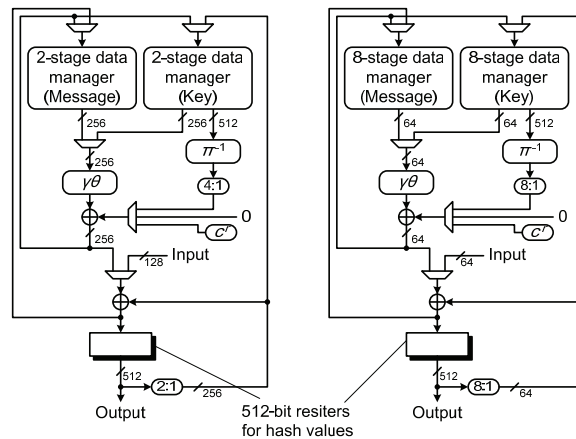 2-stage data
manager
(Message)
2-stage data
manager
(Key)
256
256
512
256
π⁻¹
γθ
4:1
0
cʳ
256
128
Input
512
2:1
256
Output
8-stage data
manager
(Message)
8-stage data
manager
(Key)
64
64
512
64
π⁻¹
γθ
8:1
0
cʳ
64
64
Input
512
8:1
64
Output
512-bit resiters
for hash values